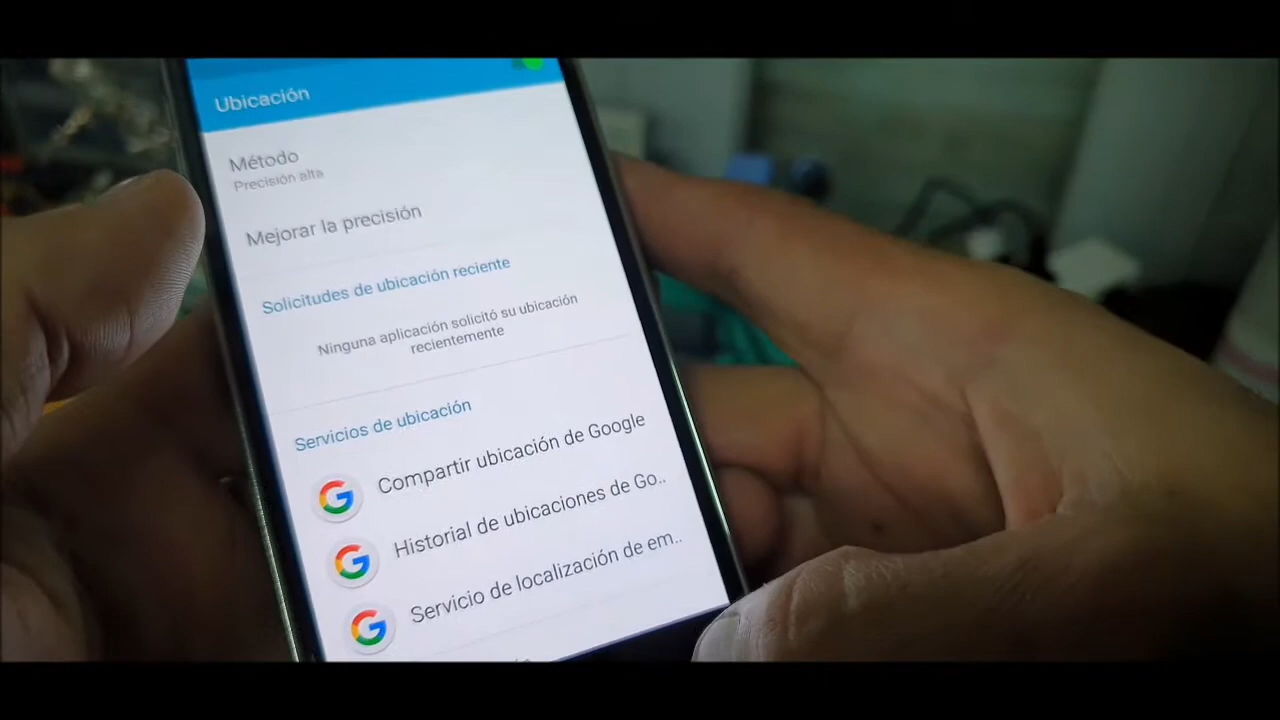 Ubicación
Método
Precisión alta
Mejorar la precisión
Solicitudes de ubicación reciente
Ninguna aplicación solicitó su ubicación
recientemente
Servicios de ubicación
Compartir ubicación de Google
Historial de ubicaciones de Go..
Servicio de localización de em..